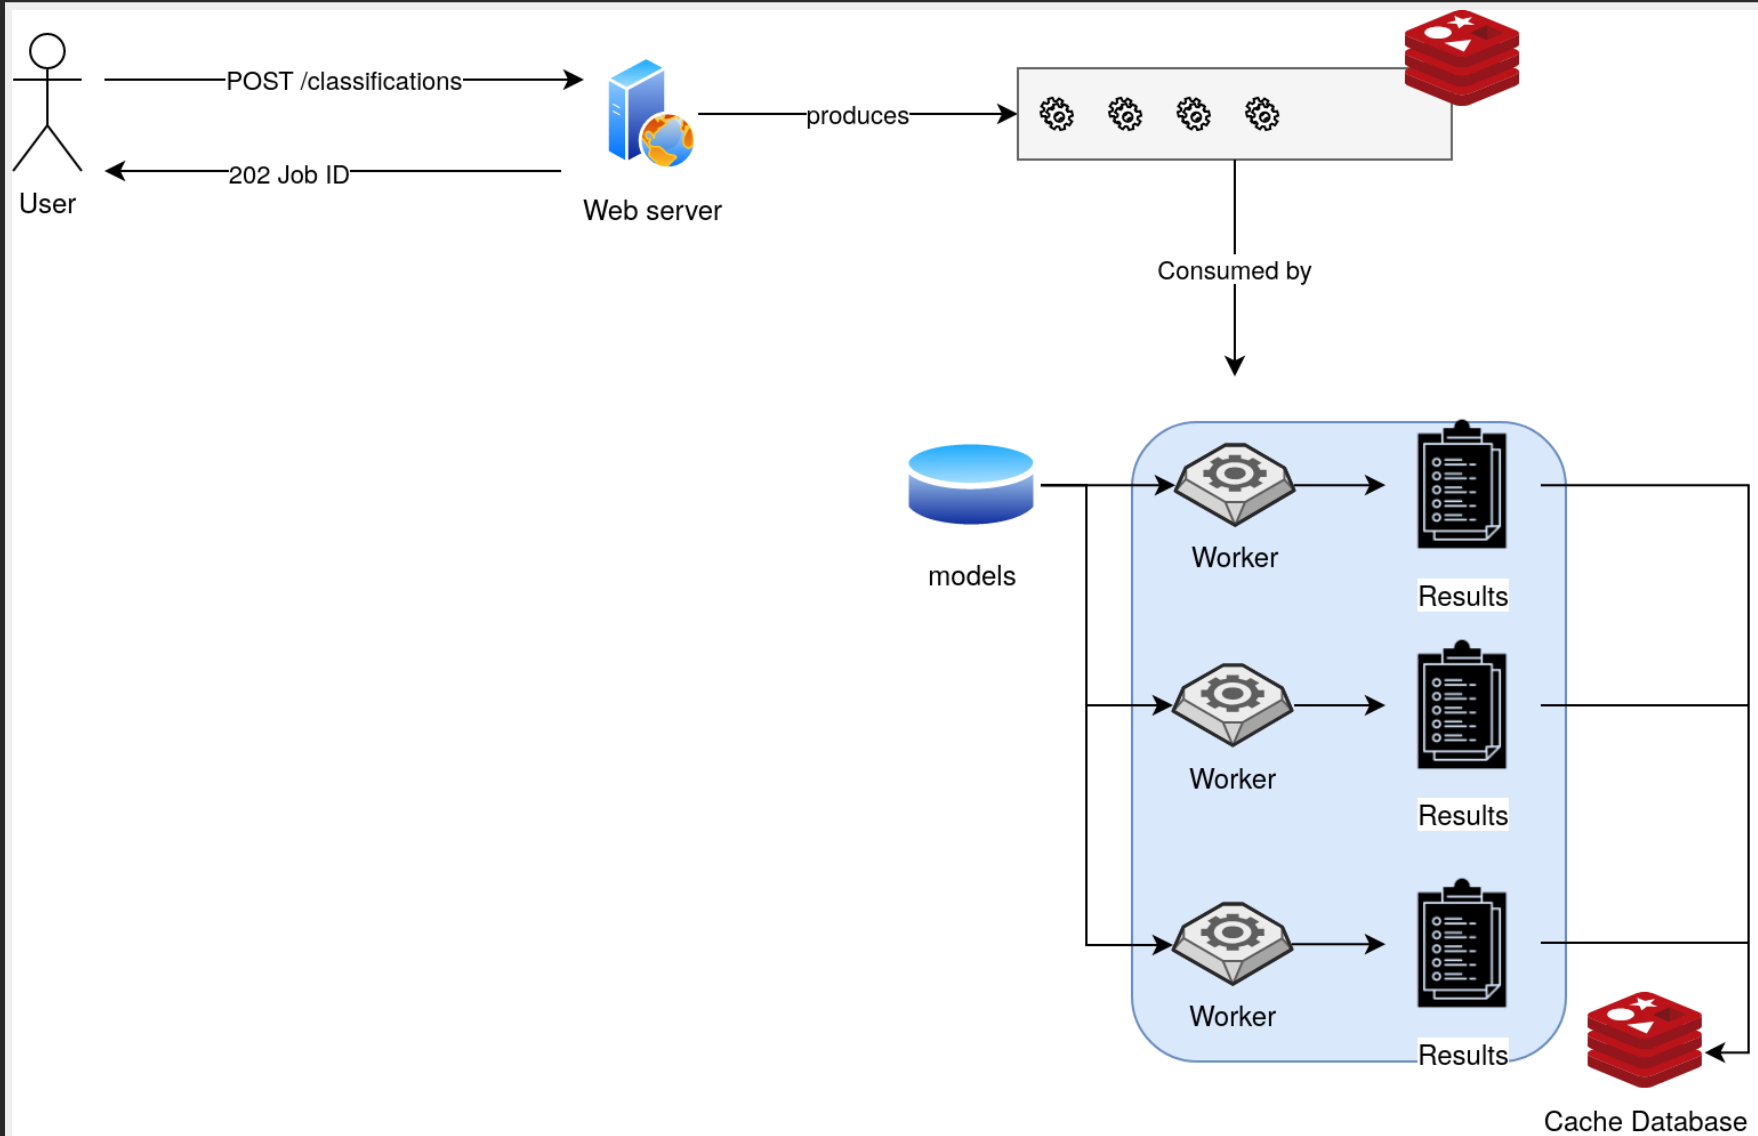 POST /classifications
202 Job ID
User
Web server
produces
Consumed by
models
Worker
Results
Worker
Results
Worker
Results
Cache Database